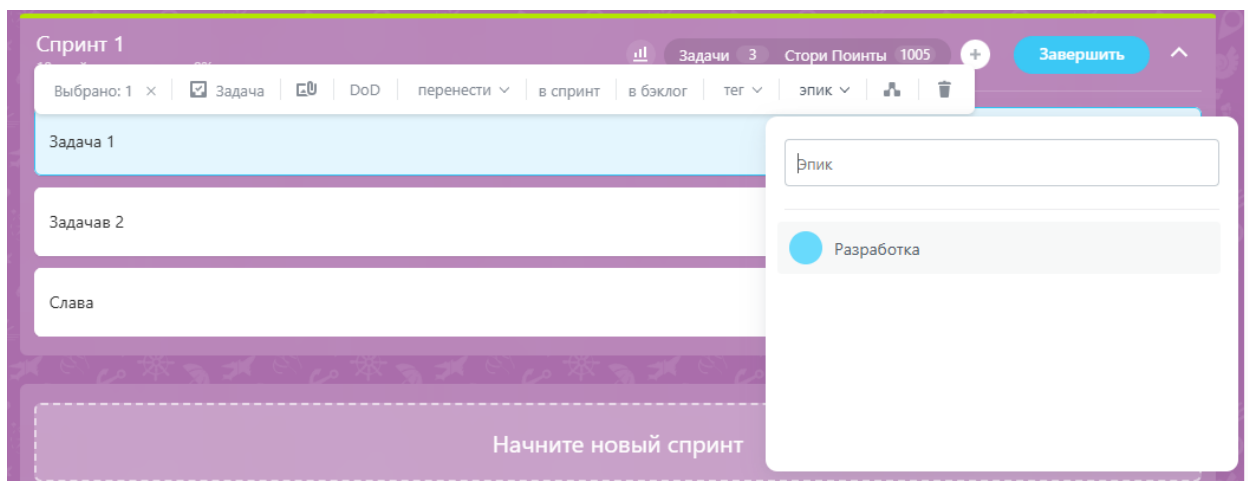 Спринт 1
Задачи 3 Стори Поинты 1005 + Завершить
Выбрано: 1 × Задача DoD перенести в спринт в бэклог тег эпик
Задача 1
Эпик
Задачав 2
Разработка
Слава
Начните новый спринт